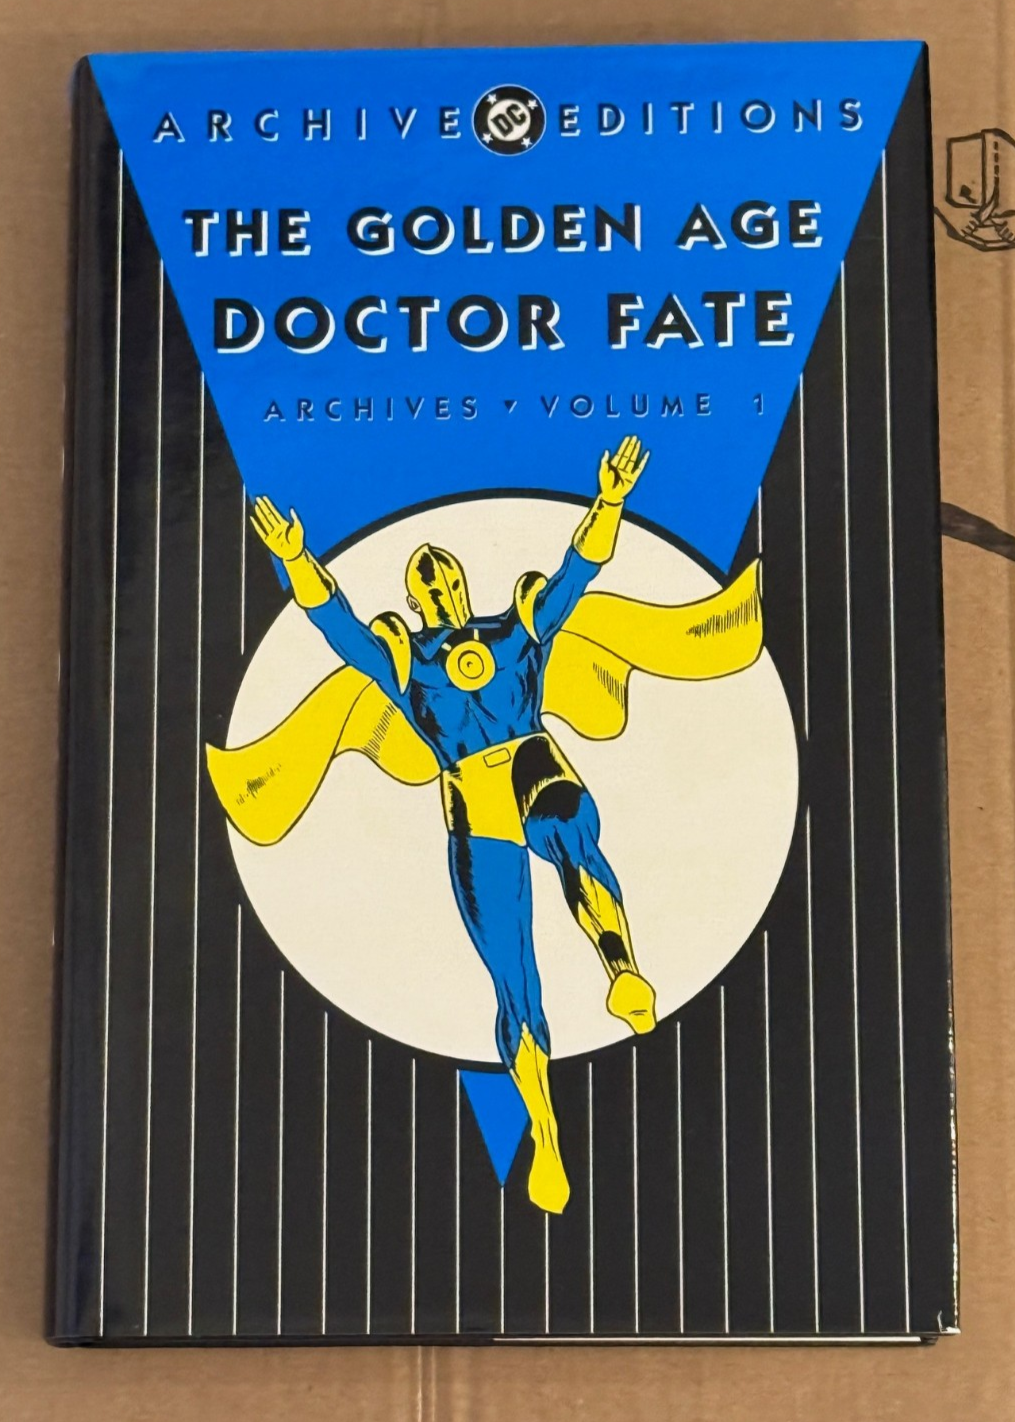 ARCHIVE DC EDITIONS
THE GOLDEN AGE
DOCTOR FATE
ARCHIVES ▾ VOLUME 1